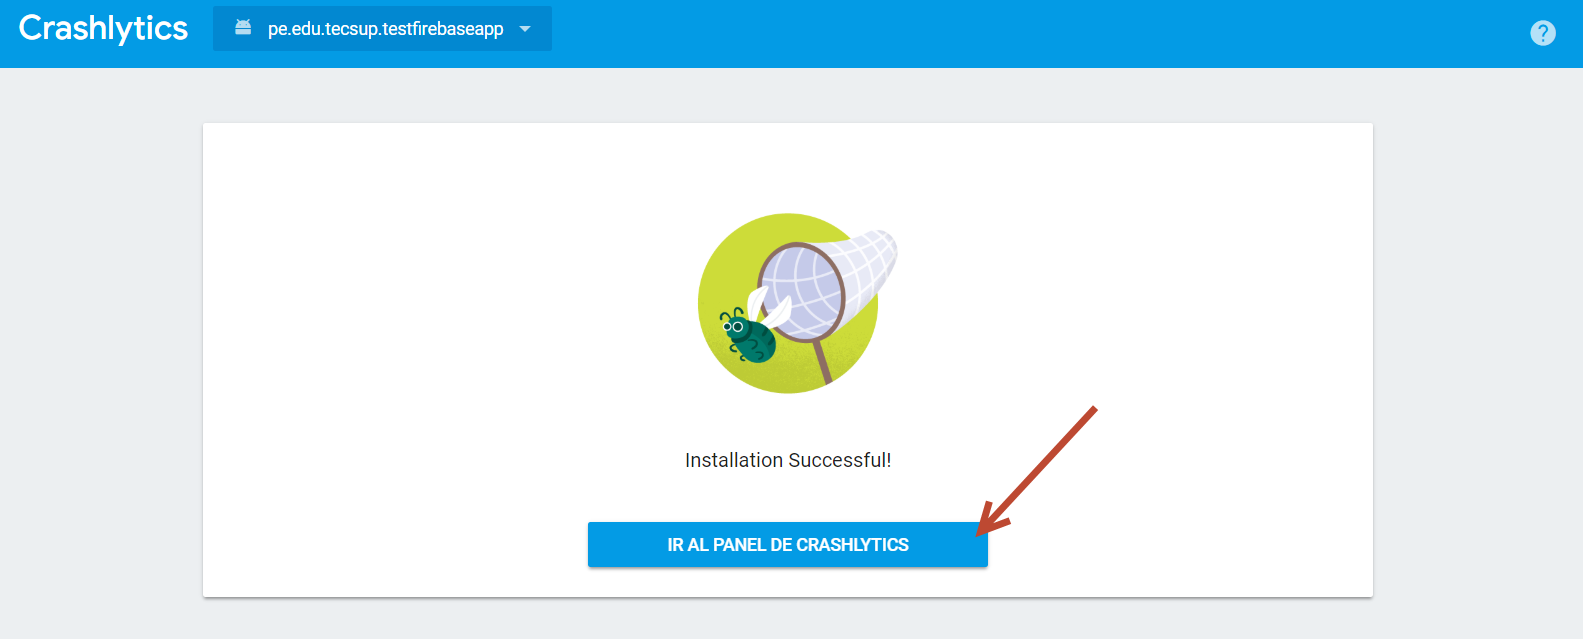 Crashlytics
pe.edu.tecsup.testfirebaseapp
?
Installation Successful!
IR AL PANEL DE CRASHLYTICS